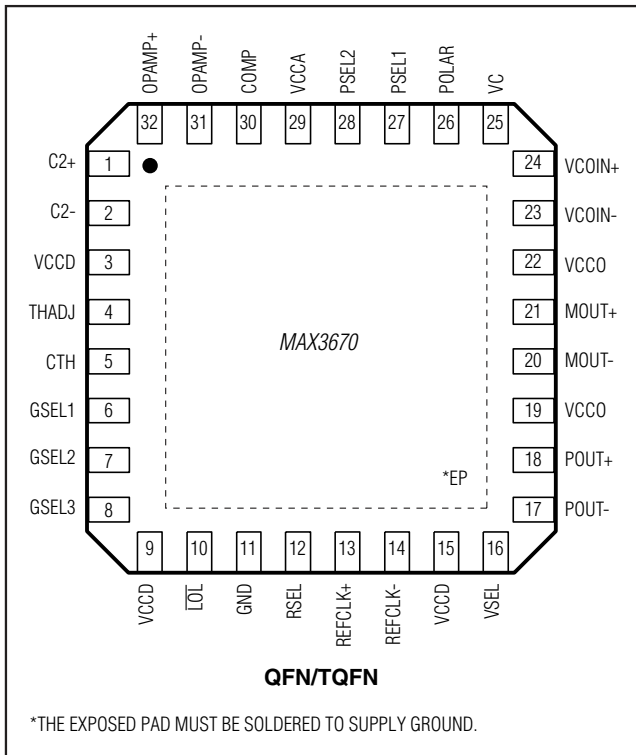 OPAMP+
OPAMP-
COMP
VCCA
PSEL2
PSEL1
POLAR
VC
32
31
30
29
28
27
26
25
C2+ 1
C2- 2
VCCD 3
THADJ 4
CTH 5
GSEL1 6
GSEL2 7
GSEL3 8
MAX3670
*EP
24 VCOIN+
23 VCOIN-
22 VCCO
21 MOUT+
20 MOUT-
19 VCCO
18 POUT+
17 POUT-
9
10
11
12
13
14
15
16
VCCD
LOL
GND
RSEL
REFCLK+
REFCLK-
VCCD
VSEL
QFN/TQFN
*THE EXPOSED PAD MUST BE SOLDERED TO SUPPLY GROUND.